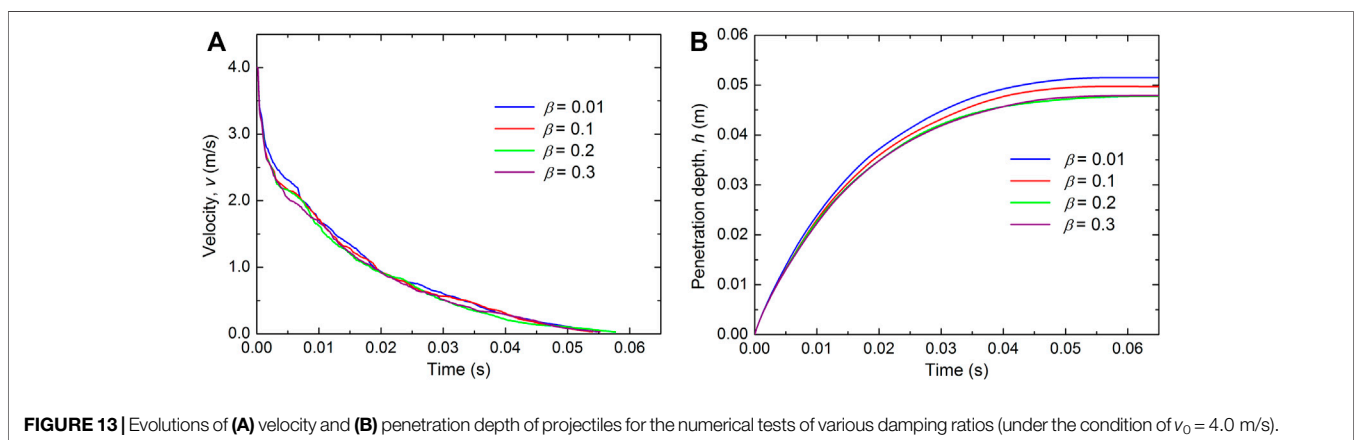 A
4.0
3.0
2.0
1.0
0.0
Velocity, v (m/s)
β = 0.01
β = 0.1
β = 0.2
β = 0.3
0.00 0.01 0.02 0.03 0.04 0.05 0.06
Time (s)
B
0.06
0.05
0.04
0.03
0.02
0.01
0.00
Penetration depth, h (m)
β = 0.01
β = 0.1
β = 0.2
β = 0.3
0.00 0.01 0.02 0.03 0.04 0.05 0.06
Time (s)
FIGURE 13 | Evolutions of (A) velocity and (B) penetration depth of projectiles for the numerical tests of various damping ratios (under the condition of v₀ = 4.0 m/s).